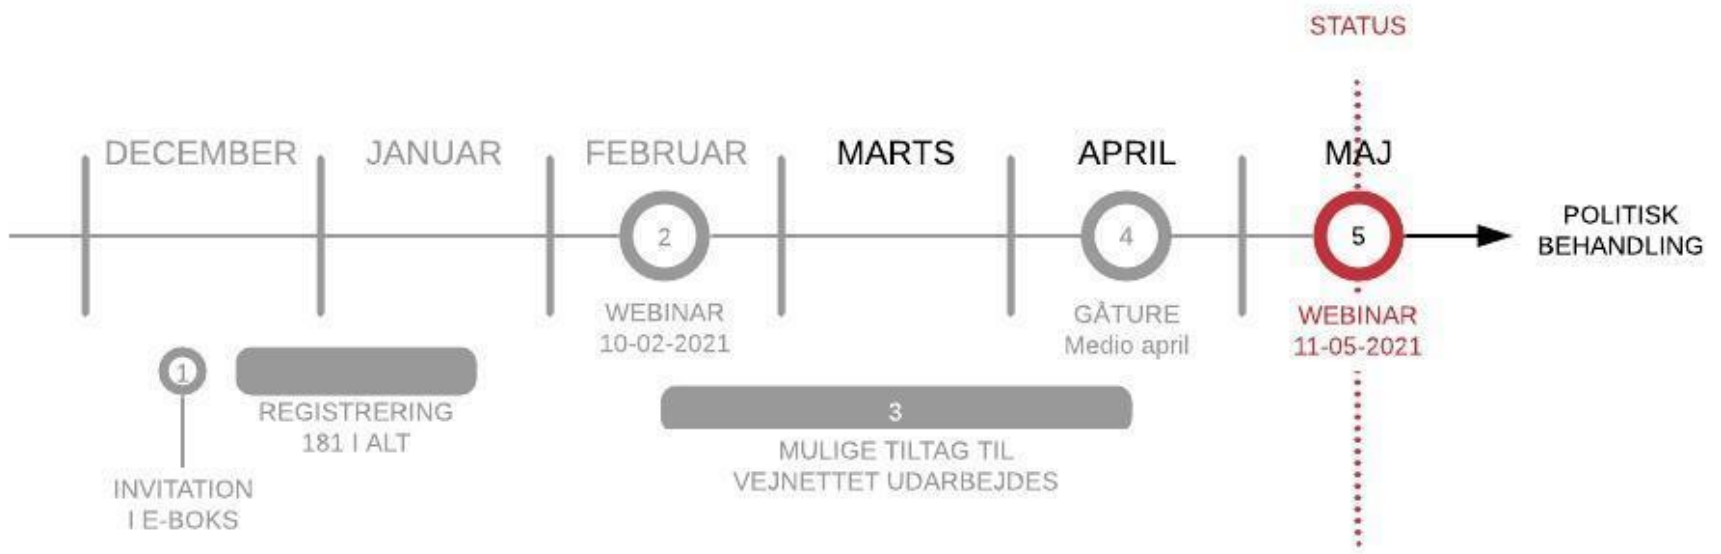 STATUS
DECEMBER
JANUAR
FEBRUAR
MARTS
APRIL
MAJ
2
4
5
POLITISK
BEHANDLING
WEBINAR
10-02-2021
GÅTURE
Medio april
WEBINAR
11-05-2021
1
REGISTRERING
181 I ALT
3
MULIGE TILTAG TIL
VEJNETTET UDARBEJDES
INVITATION
I E-BOKS